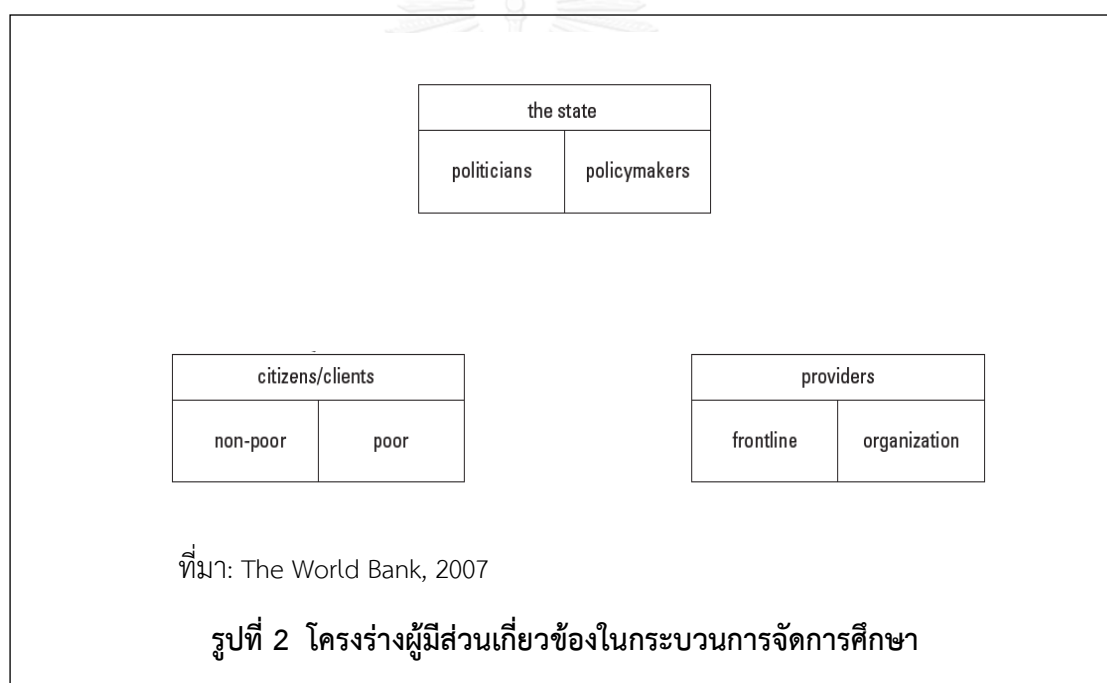 the state
politicians policymakers
citizens/clients providers
non-poor poor frontline organization
ที่มา: The World Bank, 2007
รูปที่ 2 โครงร่างผู้มีส่วนเกี่ยวข้องในกระบวนการจัดการศึกษา